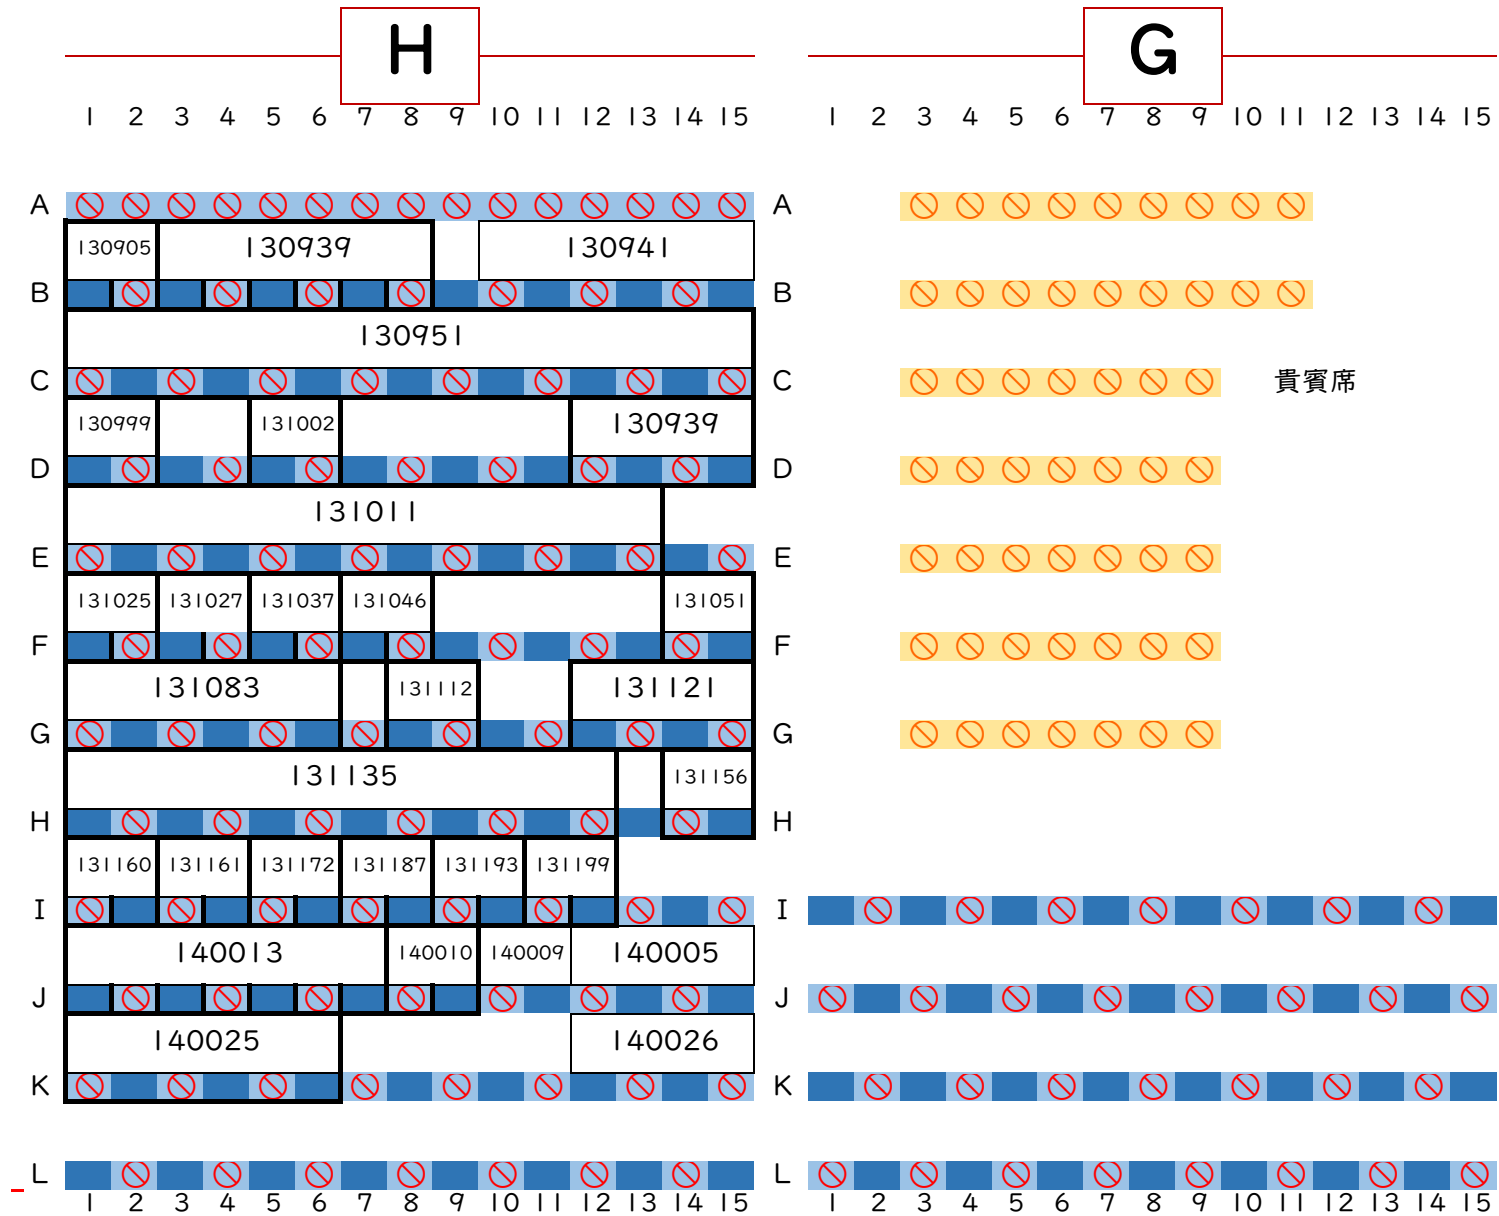 H G
1 2 3 4 5 6 7 8 9 10 11 12 13 14 15 1 2 3 4 5 6 7 8 9 10 11 12 13 14 15
A A
130905 130939 130941
B B
130951
C C 貴賓席
130999 131002 130939
D D
131011
E E
131025 131027 131037 131046 131051
F F
131083 131112 131121
G G
131135 131156
H H
131160 131161 131172 131187 131193 131199
I I
140013 140010 140009 140005
J J
140025 140026
K K
L L
1 2 3 4 5 6 7 8 9 10 11 12 13 14 15 1 2 3 4 5 6 7 8 9 10 11 12 13 14 15